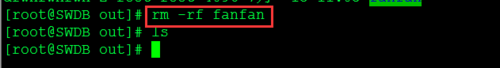 [root@SWDB out]# rm -rf fanfan
[root@SWDB out]# ls
[root@SWDB out]#